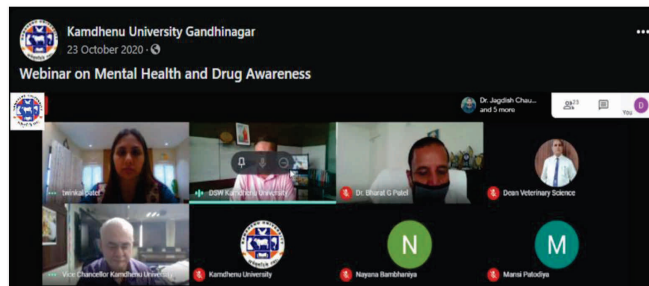 Kamdhenu University Gandhinagar
23 October 2020 ·
Webinar on Mental Health and Drug Awareness
Dr. Jagdish Chau...
and 5 more
23
You
D
twinkal patel
DSW Kamdhenu University
Dr. Bharat G Patel
Dean Veterinary Science
Vice Chancellor Kamdhenu University
Kamdhenu University
N
Nayana Bambhaniya
M
Mansi Patodiya